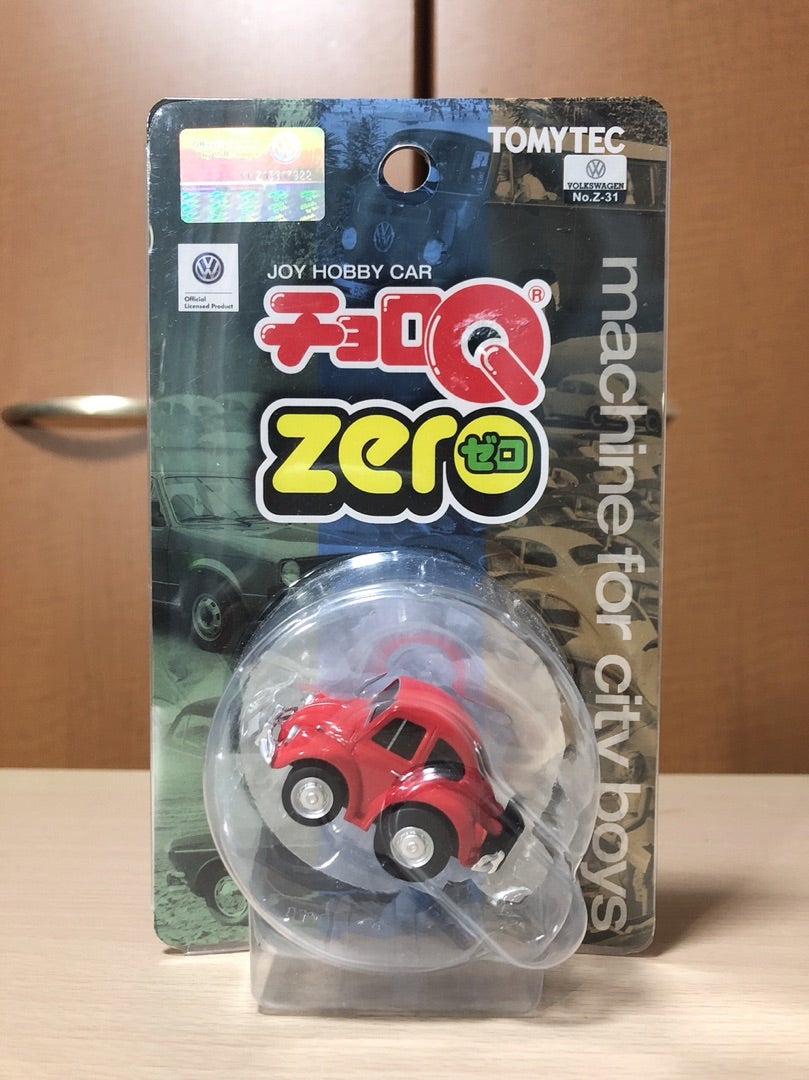 TOMYTEC
VOLKSWAGEN
No.Z-31
Official
Licensed Product
JOY HOBBY CAR
チョロQ®
zero
ゼロ
machine for city boys